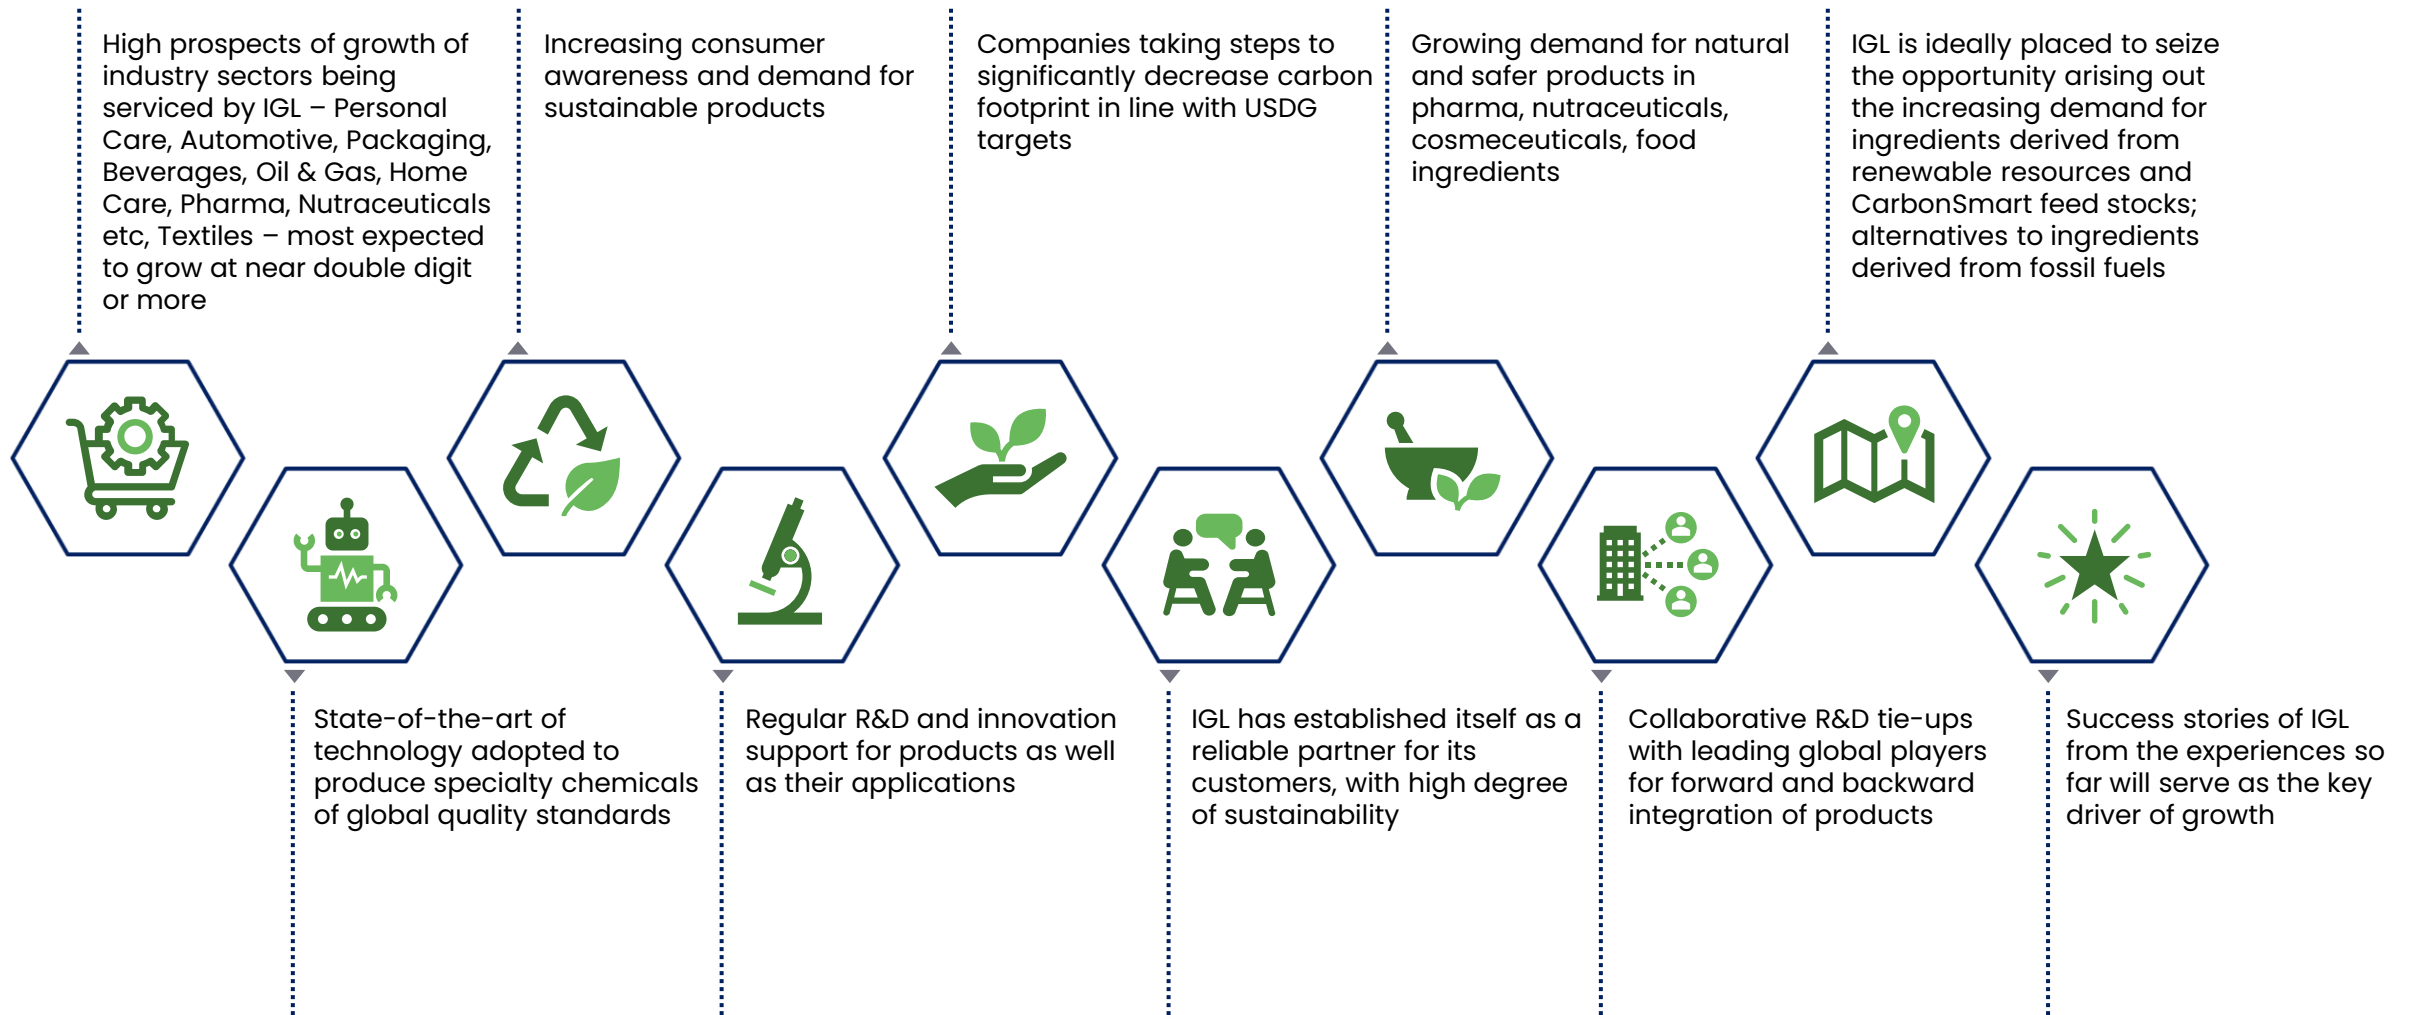 High prospects of growth of
industry sectors being
serviced by IGL – Personal
Care, Automotive, Packaging,
Beverages, Oil & Gas, Home
Care, Pharma, Nutraceuticals
etc, Textiles – most expected
to grow at near double digit
or more
Increasing consumer
awareness and demand for
sustainable products
Companies taking steps to
significantly decrease carbon
footprint in line with USDG
targets
Growing demand for natural
and safer products in
pharma, nutraceuticals,
cosmeceuticals, food
ingredients
IGL is ideally placed to seize
the opportunity arising out
the increasing demand for
ingredients derived from
renewable resources and
CarbonSmart feed stocks;
alternatives to ingredients
derived from fossil fuels
State-of-the-art of
technology adopted to
produce specialty chemicals
of global quality standards
Regular R&D and innovation
support for products as well
as their applications
IGL has established itself as a
reliable partner for its
customers, with high degree
of sustainability
Collaborative R&D tie-ups
with leading global players
for forward and backward
integration of products
Success stories of IGL
from the experiences so
far will serve as the key
driver of growth